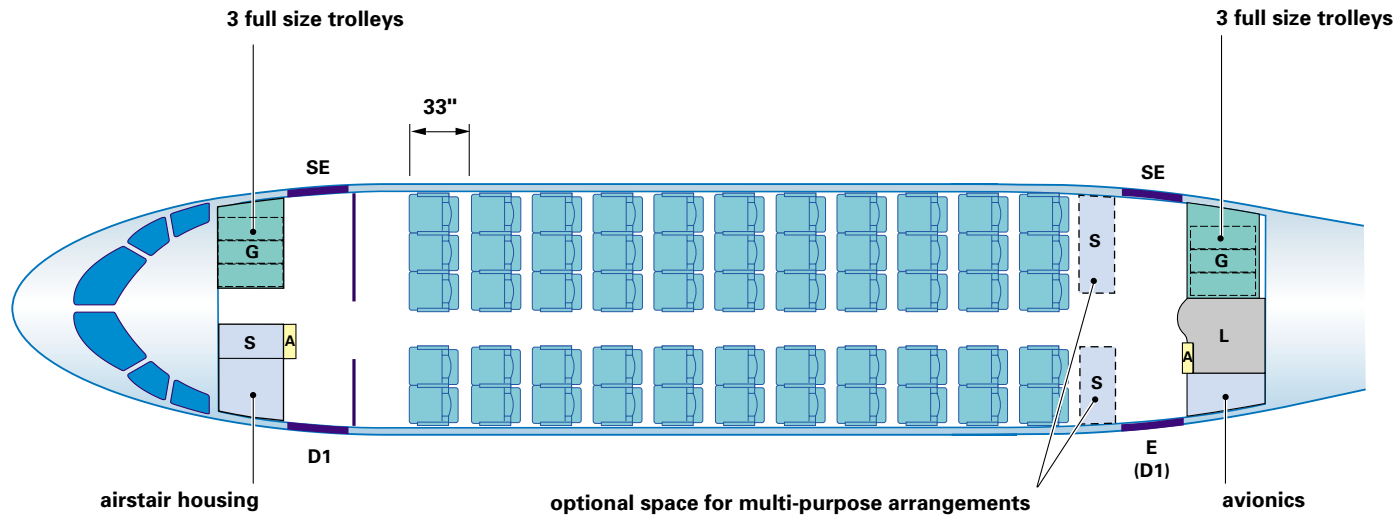 3 full size trolleys
3 full size trolleys
33"
SE
SE
G
S
G
S
A
L
A
S
D1
E
(D1)
airstair housing
optional space for multi-purpose arrangements
avionics